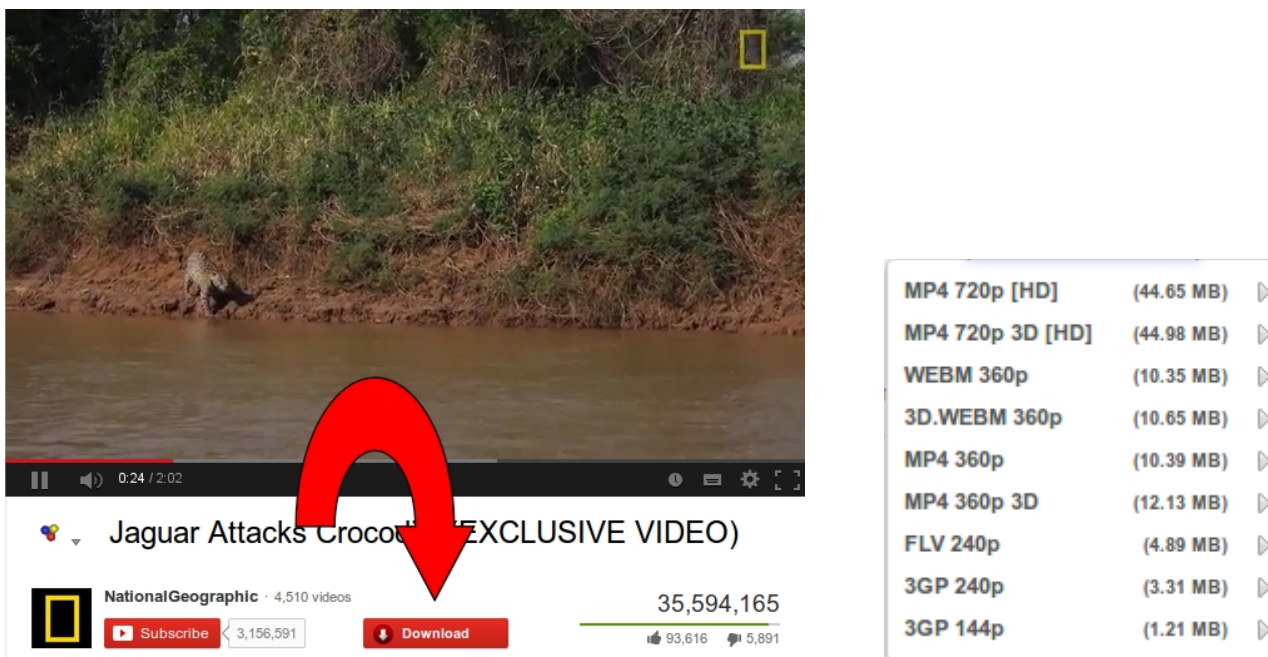 0:24 / 2:02
Jaguar Attacks (EXCLUSIVE VIDEO)
NationalGeographic · 4,510 videos
Subscribe 3,156,591
Download
35,594,165
93,616 5,891
MP4 720p [HD] (44.65 MB)
MP4 720p 3D [HD] (44.98 MB)
WEBM 360p (10.35 MB)
3D.WEBM 360p (10.65 MB)
MP4 360p (10.39 MB)
MP4 360p 3D (12.13 MB)
FLV 240p (4.89 MB)
3GP 240p (3.31 MB)
3GP 144p (1.21 MB)